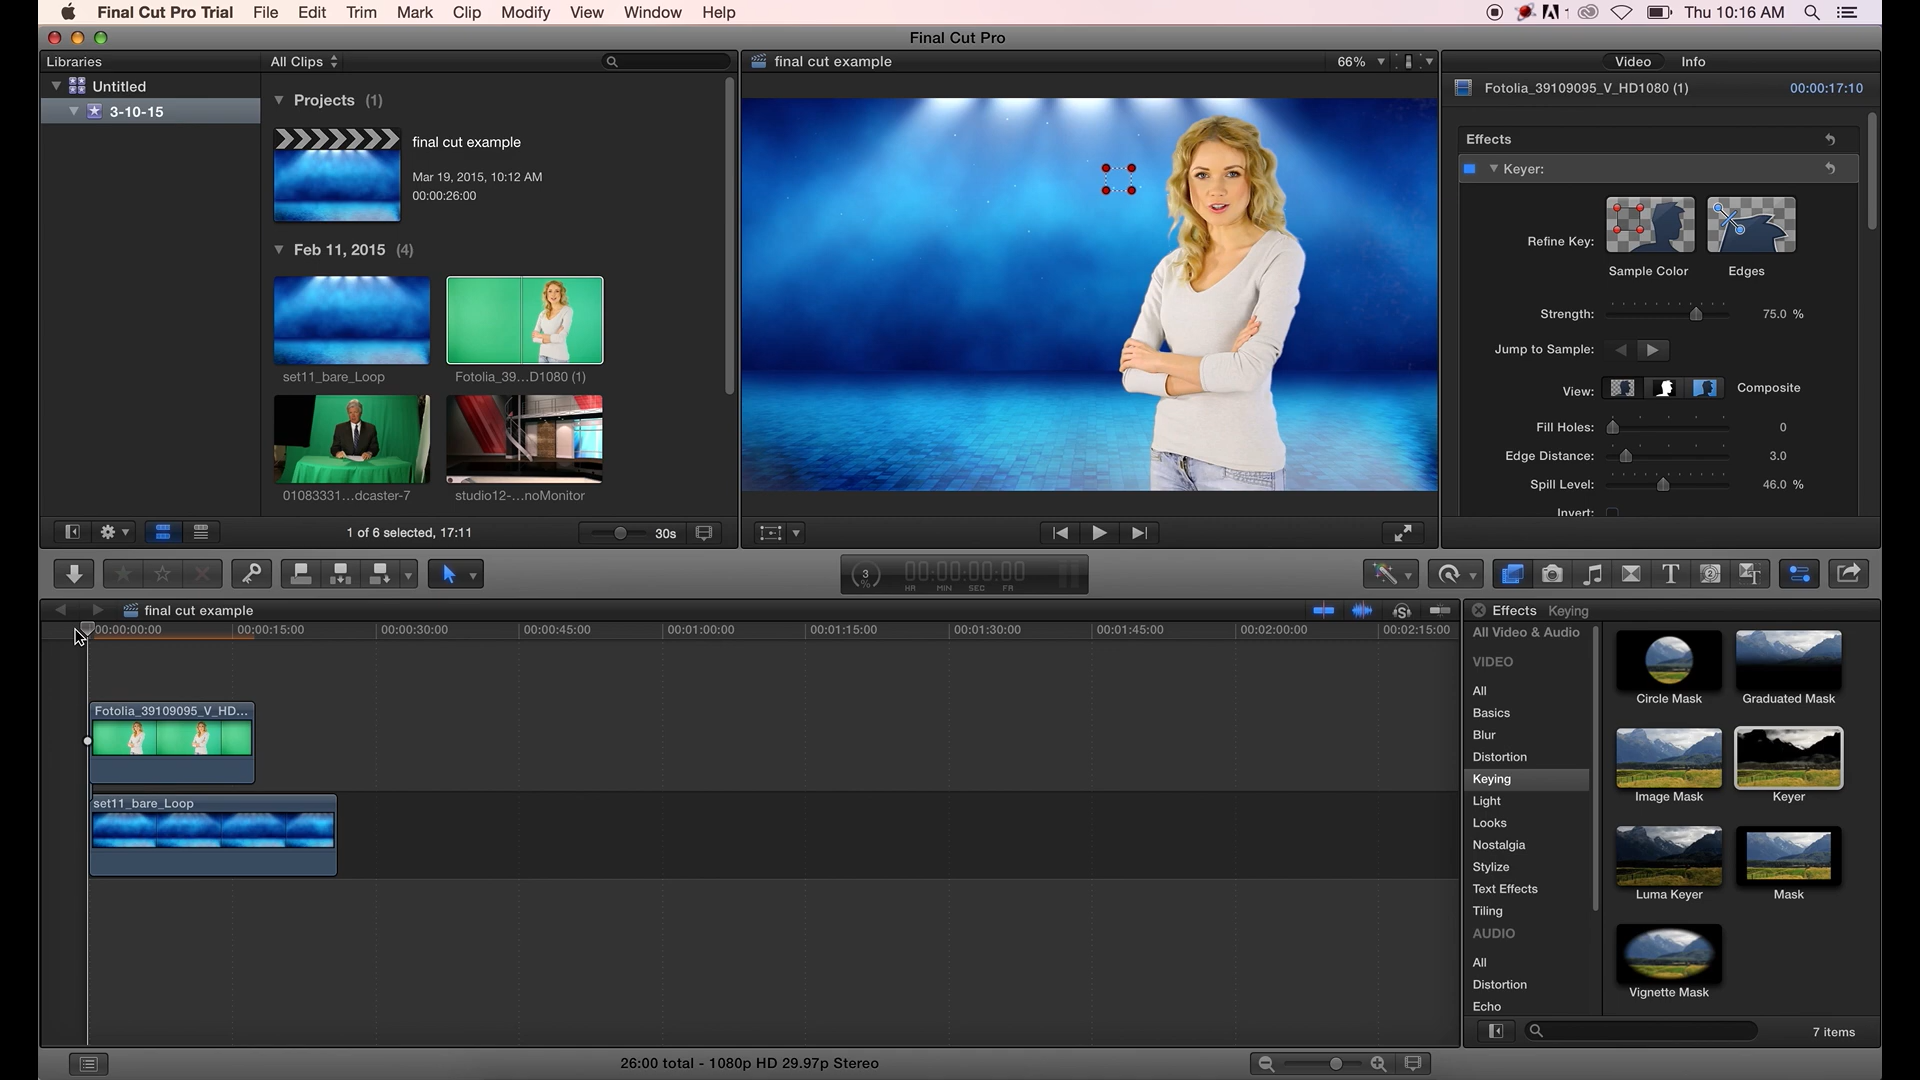 Final Cut Pro Trial File Edit Trim Mark Clip Modify View Window Help
1 Thu 10:16 AM
Final Cut Pro
Libraries
Untitled
3-10-15
All Clips
Projects (1)
final cut example
Mar 19, 2015, 10:12 AM
00:00:26:00
Feb 11, 2015 (4)
set11_bare_Loop
Fotolia_39...D1080 (1)
01083331...dcaster-7
studio12-...noMonitor
1 of 6 selected, 17:11
30s
final cut example
66%
Video Info
Fotolia_39109095_V_HD1080 (1) 00:00:17:10
Effects
Keyer:
Refine Key:
Sample Color Edges
Strength: 75.0 %
Jump to Sample:
View: Composite
Fill Holes: 0
Edge Distance: 3.0
Spill Level: 46.0 %
Invert:
3
%
00:00:00:00
HR MIN SEC FR
final cut example
00:00:00:00 00:00:15:00 00:00:30:00 00:00:45:00 00:01:00:00 00:01:15:00 00:01:30:00 00:01:45:00 00:02:00:00 00:02:15:00
Fotolia_39109095_V_HD...
set11_bare_Loop
Effects Keying
All Video & Audio
VIDEO
All
Basics
Blur
Distortion
Keying
Light
Looks
Nostalgia
Stylize
Text Effects
Tiling
AUDIO
All
Distortion
Echo
Circle Mask
Graduated Mask
Image Mask
Keyer
Luma Keyer
Mask
Vignette Mask
7 items
26:00 total - 1080p HD 29.97p Stereo